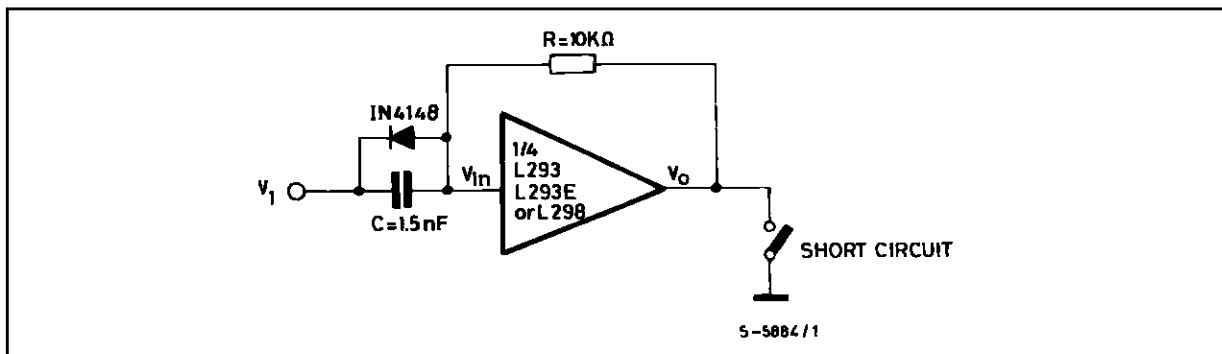 R=10KΩ
IN4148
V1
C=1.5nF
Vin
1/4
L293
L293E
or L298
Vo
SHORT CIRCUIT
S-5884/1